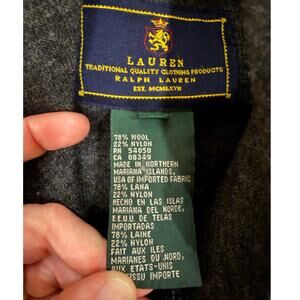 LAUREN
TRADITIONAL QUALITY CLOTHING PRODUCTS
RALPH LAUREN
EST. MCMLXVII
78% WOOL
22% NYLON
RN 54050
CA 08349
MADE IN NORTHERN
MARIANA ISLANDS,
USA OF IMPORTED FABRIC
78% LANA
22% NYLON
HECHO EN LAS ISLAS
MARIANA DEL NORDE,
E.E.U.U. DE TELAS
IMPORTADAS
78% LAINE
22% NYLON
FAIT AUX ILES
MARIANES DU NORD,
AUX ETATS-UNIS
TISSU IMPORTE